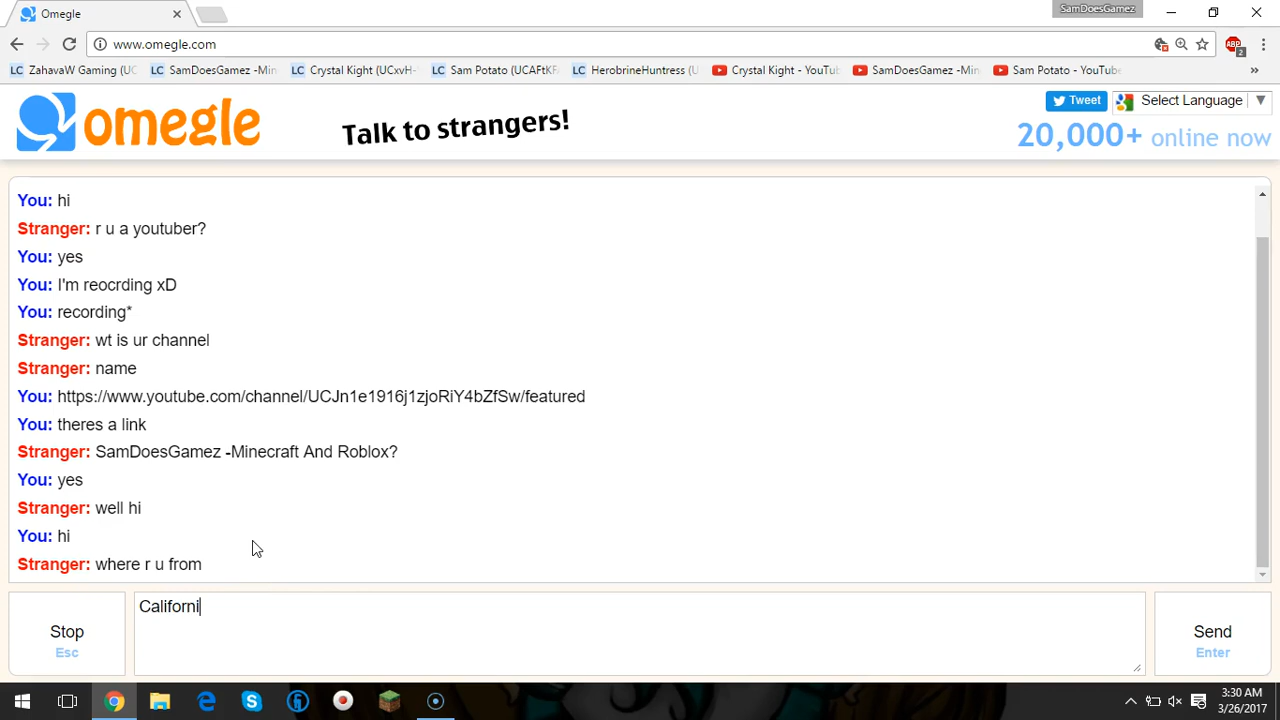 Omegle
SamDoesGamez
www.omegle.com
ABP
2
LC ZahavaW Gaming (UC
LC SamDoesGamez -Min
LC Crystal Kight (UCxvH-
LC Sam Potato (UCAFtKF
LC HerobrineHuntress (U
Crystal Kight - YouTu
SamDoesGamez -Min
Sam Potato - YouTube
»
omegle
Talk to strangers!
Tweet
Select Language ▼
20,000+ online now
You: hi
Stranger: r u a youtuber?
You: yes
You: I'm reocrding xD
You: recording*
Stranger: wt is ur channel
Stranger: name
You: https://www.youtube.com/channel/UCJn1e1916j1zjoRiY4bZfSw/featured
You: theres a link
Stranger: SamDoesGamez -Minecraft And Roblox?
You: yes
Stranger: well hi
You: hi
Stranger: where r u from
Stop
Esc
Californi
Send
Enter
3:30 AM
3/26/2017